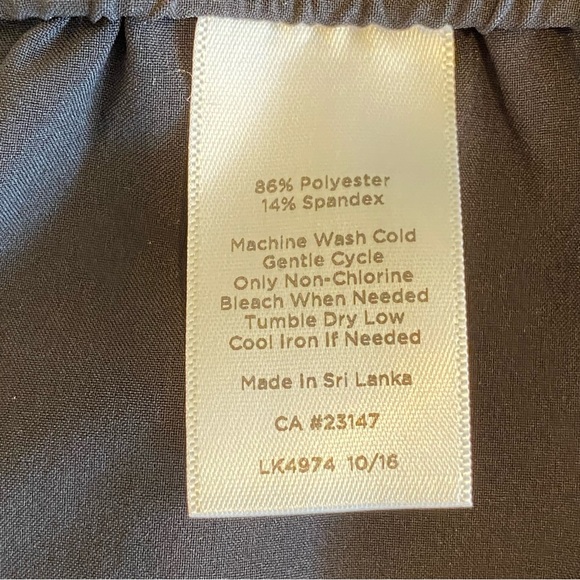 86% Polyester
14% Spandex
Machine Wash Cold
Gentle Cycle
Only Non-Chlorine
Bleach When Needed
Tumble Dry Low
Cool Iron If Needed
Made In Sri Lanka
CA #23147
LK4974 10/16